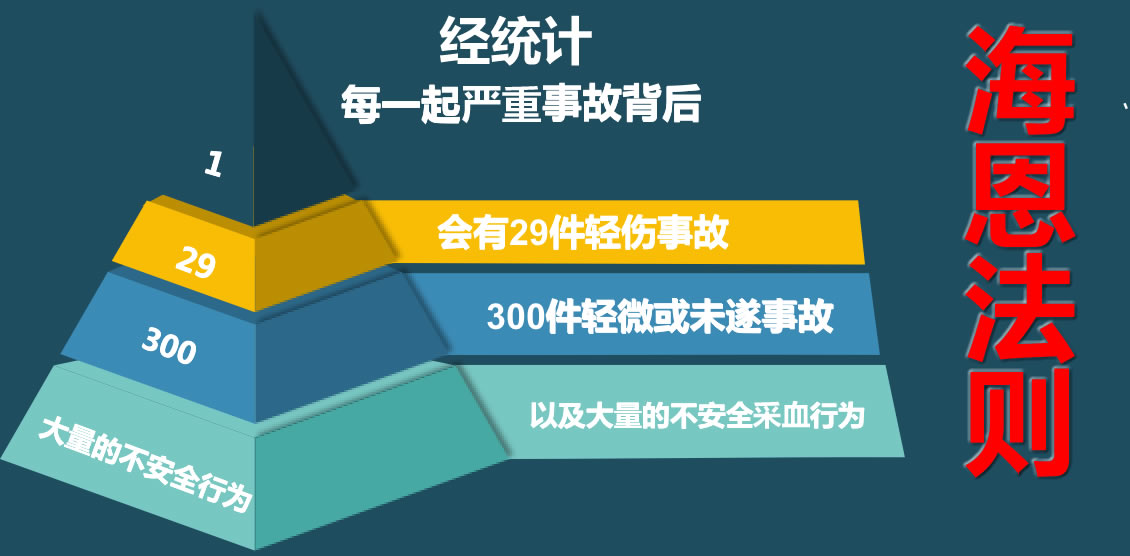 经统计
每一起严重事故背后
1
29
会有29件轻伤事故
300
300件轻微或未遂事故
大量的不安全行为
以及大量的不安全采血行为
海恩法则